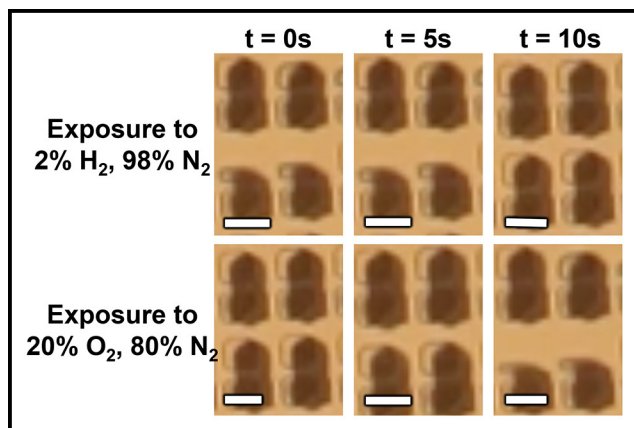 t = 0s t = 5s t = 10s
Exposure to
2% H₂, 98% N₂
Exposure to
20% O₂, 80% N₂